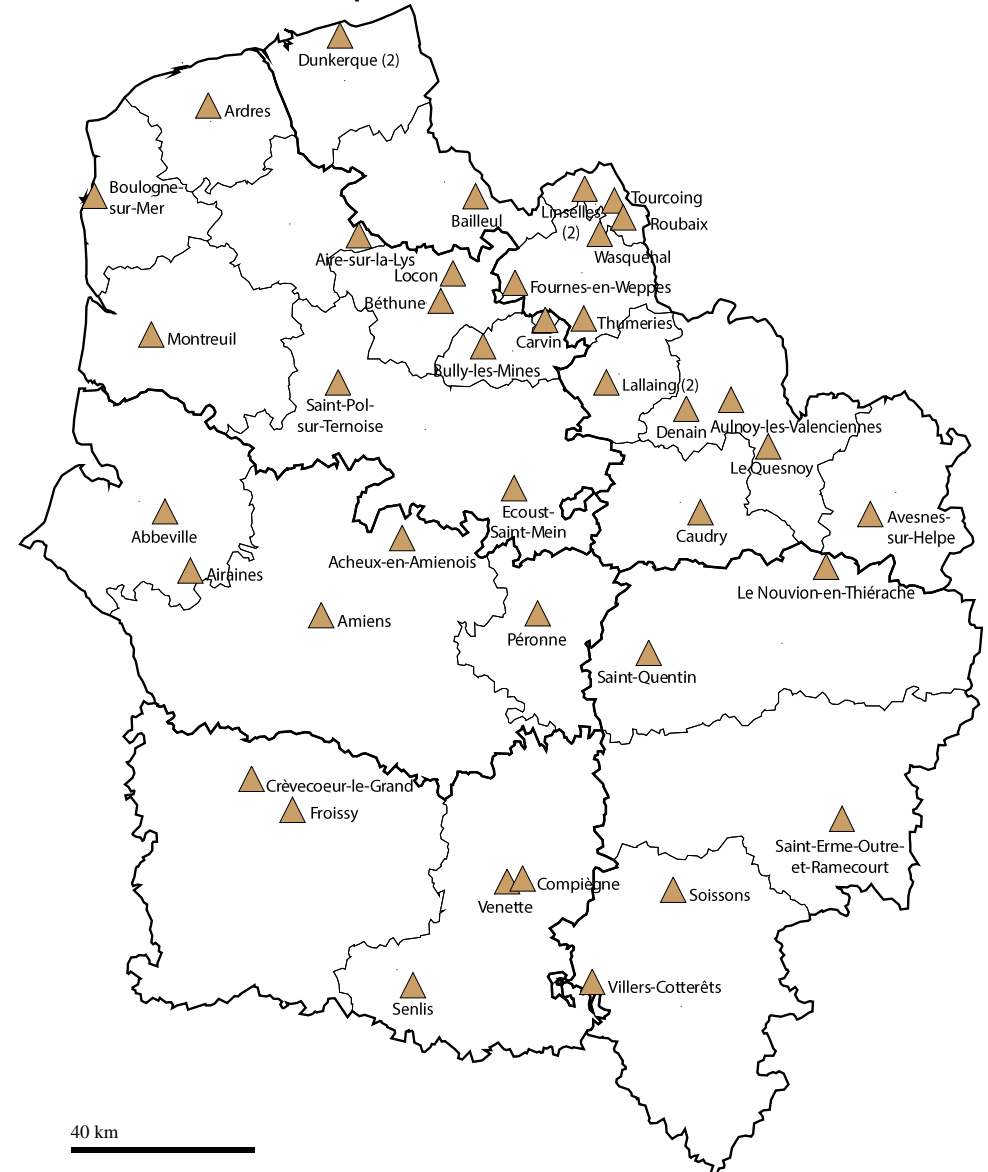 Dunkerque (2)
Ardres
Boulogne-
sur-Mer
Bailleul
Linselles
(2)
Tourcoing
Roubaix
Wasquehal
Aire-sur-la-Lys
Locon
Béthune
Fournes-en-Weppes
Montreuil
Carvin
Thumeries
Bully-les-Mines
Lallaing (2)
Saint-Pol-
sur-Ternoise
Denain
Aulnoy-les-Valenciennes
Le Quesnoy
Abbeville
Ecoust-
Saint-Mein
Caudry
Avesnes-
sur-Helpe
Acheux-en-Amienois
Airaines
Le Nouvion-en-Thiérache
Amiens
Péronne
Saint-Quentin
Crèvecoeur-le-Grand
Froissy
Saint-Erme-Outre-
et-Ramecourt
Compiègne
Venette
Soissons
Villers-Cotterêts
Senlis
40 km